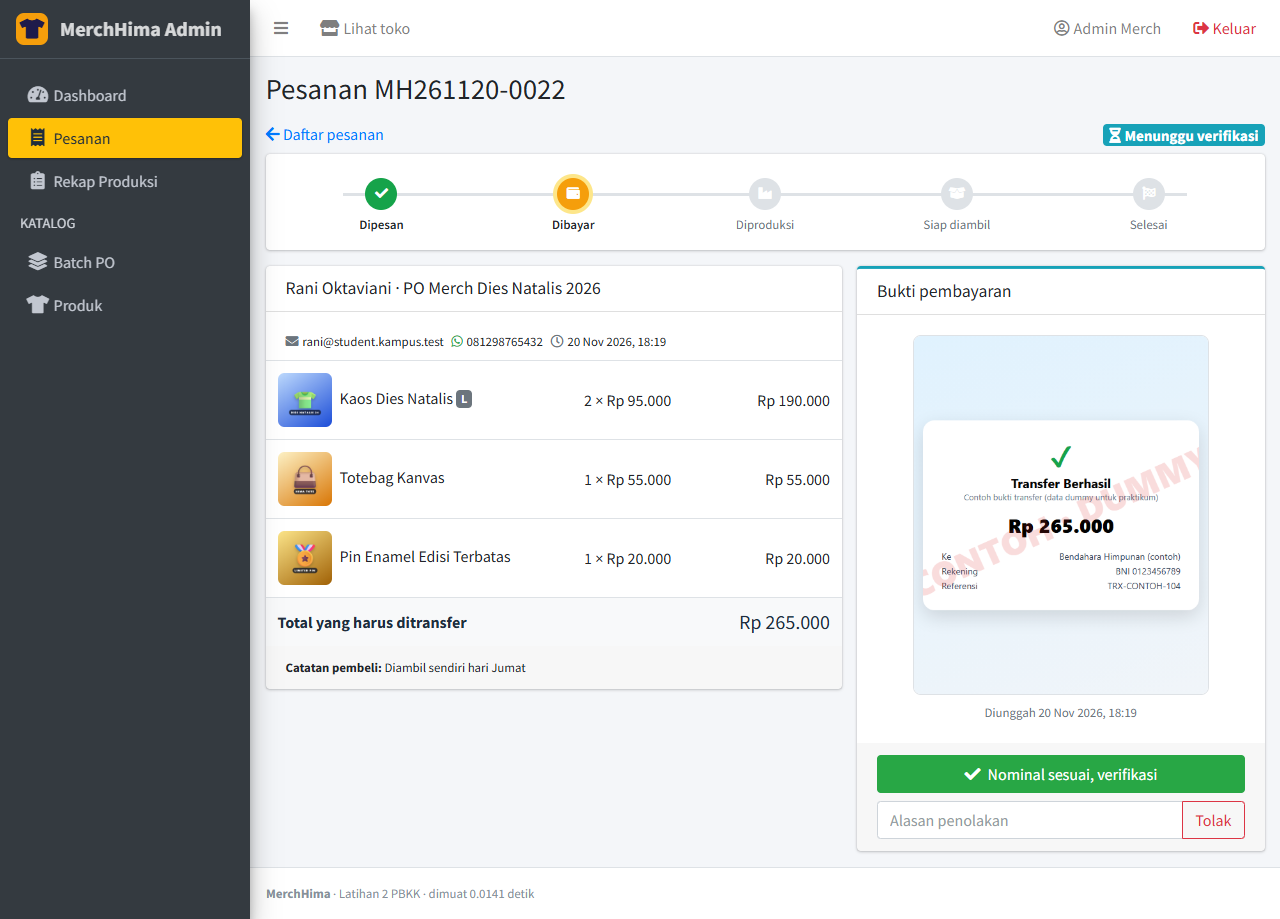 MerchHima Admin
Lihat toko
Admin Merch
Keluar
Dashboard
Pesanan
Rekap Produksi
KATALOG
Batch PO
Produk
Pesanan MH261120-0022
Daftar pesanan
Menunggu verifikasi
Dipesan
Dibayar
Diproduksi
Siap diambil
Selesai
Rani Oktaviani · PO Merch Dies Natalis 2026
rani@student.kampus.test 081298765432 20 Nov 2026, 18:19
Kaos Dies Natalis L 2 × Rp 95.000 Rp 190.000
Totebag Kanvas 1 × Rp 55.000 Rp 55.000
Pin Enamel Edisi Terbatas 1 × Rp 20.000 Rp 20.000
Total yang harus ditransfer Rp 265.000
Catatan pembeli: Diambil sendiri hari Jumat
Bukti pembayaran
Transfer Berhasil
Contoh bukti transfer (data dummy untuk praktikum)
Rp 265.000
Ke Bendahara Himpunan (contoh)
Rekening BNI 0123456789
Referensi TRX-CONTOH-104
CONTOH DUMMY
Diunggah 20 Nov 2026, 18:19
Nominal sesuai, verifikasi
Alasan penolakan
Tolak
MerchHima · Latihan 2 PBKK · dimuat 0.0141 detik